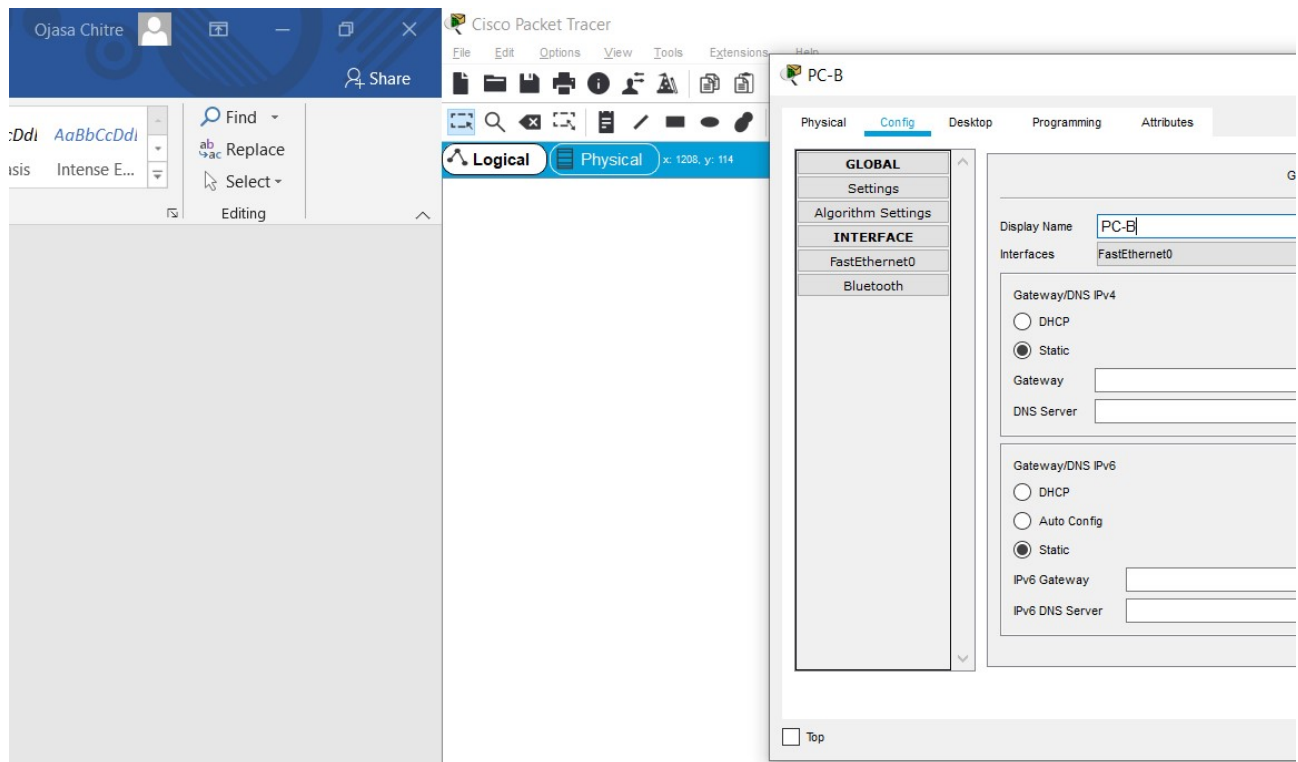 Ojasa Chitre
Share
Find
Replace
Select
Editing
AaBbCcDdI
Intense E...
Cisco Packet Tracer
File Edit Options View Tools Extensions Help
Logical
Physical
x: 1208, y: 114
PC-B
Physical Config Desktop Programming Attributes
GLOBAL
Settings
Algorithm Settings
INTERFACE
FastEthernet0
Bluetooth
G
Display Name PC-B
Interfaces FastEthernet0
Gateway/DNS IPv4
DHCP
Static
Gateway
DNS Server
Gateway/DNS IPv6
DHCP
Auto Config
Static
IPv6 Gateway
IPv6 DNS Server
Top